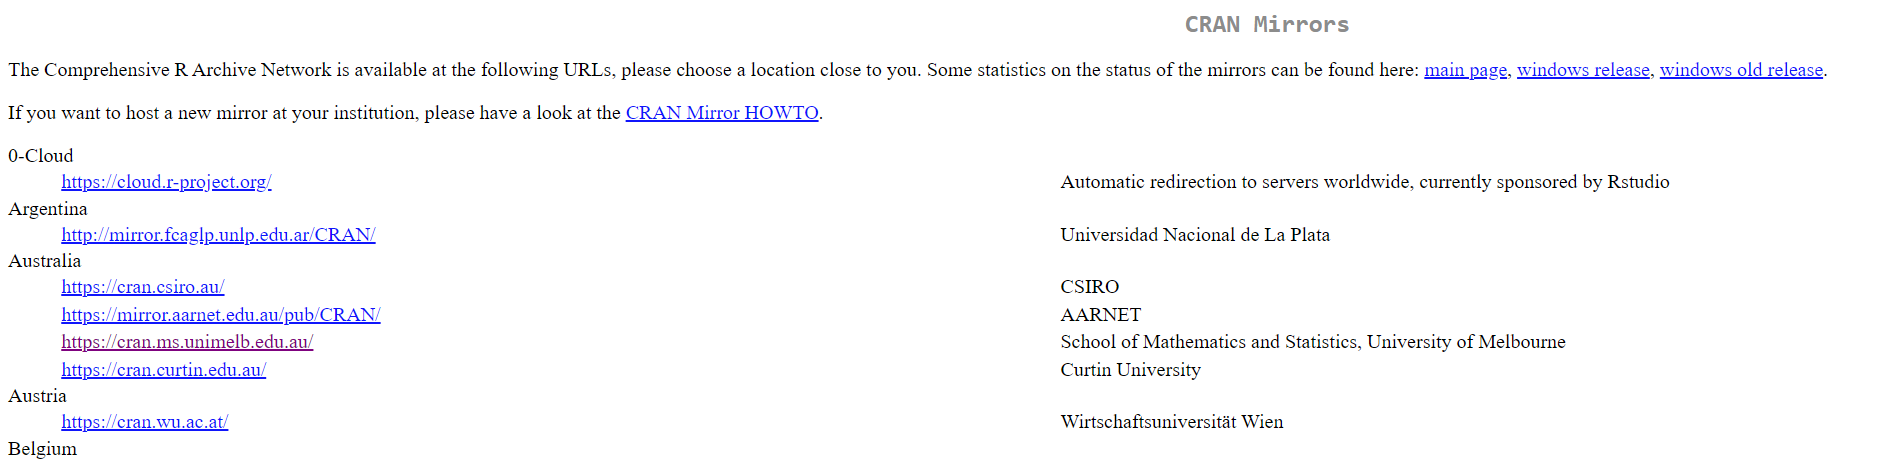 CRAN Mirrors
The Comprehensive R Archive Network is available at the following URLs, please choose a location close to you. Some statistics on the status of the mirrors can be found here: main page, windows release, windows old release.
If you want to host a new mirror at your institution, please have a look at the CRAN Mirror HOWTO.
0-Cloud
https://cloud.r-project.org/ Automatic redirection to servers worldwide, currently sponsored by Rstudio
Argentina
http://mirror.fcaglp.unlp.edu.ar/CRAN/ Universidad Nacional de La Plata
Australia
https://cran.csiro.au/ CSIRO
https://mirror.aarnet.edu.au/pub/CRAN/ AARNET
https://cran.ms.unimelb.edu.au/ School of Mathematics and Statistics, University of Melbourne
https://cran.curtin.edu.au/ Curtin University
Austria
https://cran.wu.ac.at/ Wirtschaftsuniversität Wien
Belgium